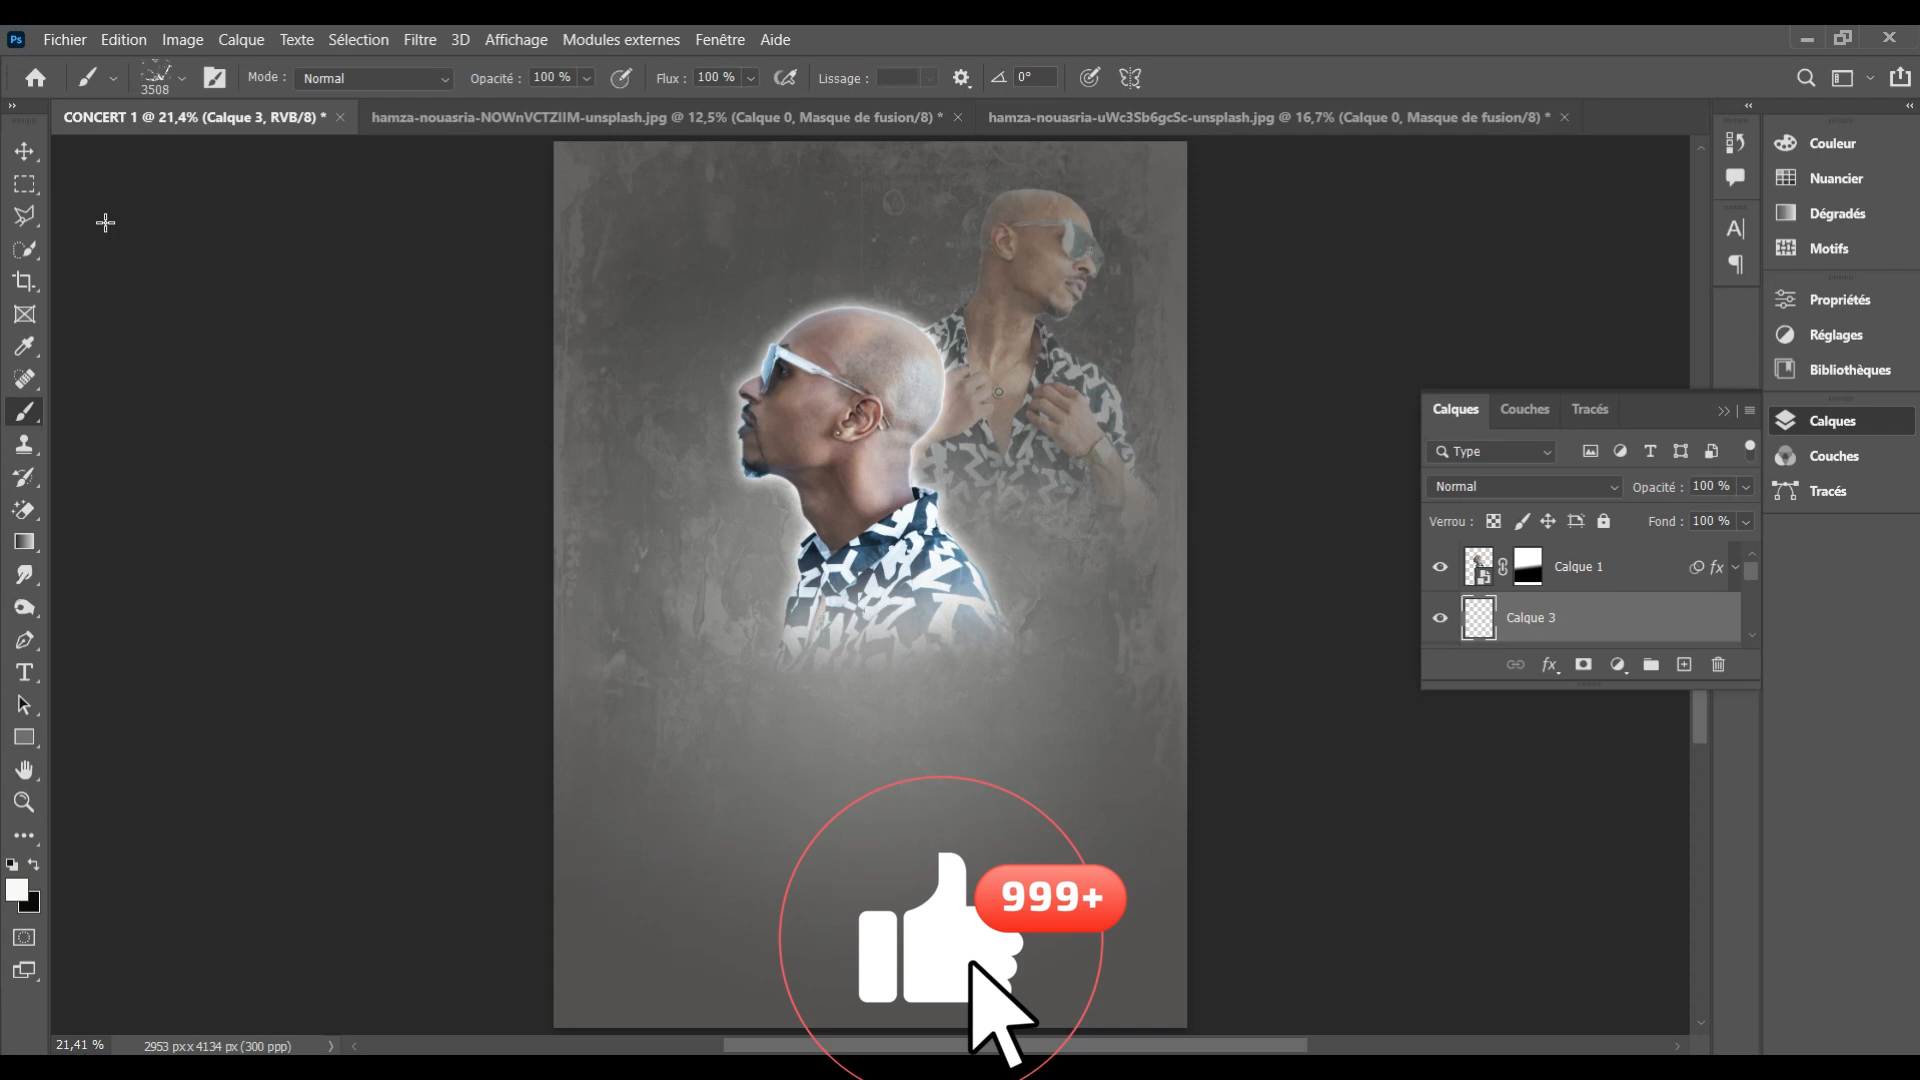 Ps Fichier Edition Image Calque Texte Sélection Filtre 3D Affichage Modules externes Fenêtre Aide
3508 Mode : Normal Opacité : 100 % Flux : 100 % Lissage : 0°
CONCERT 1 @ 21,4% (Calque 3, RVB/8) * hamza-nouasria-NOWnVCTZIIM-unsplash.jpg @ 12,5% (Calque 0, Masque de fusion/8) * hamza-nouasria-uWc3Sb6gcSc-unsplash.jpg @ 16,7% (Calque 0, Masque de fusion/8) *
Couleur
Nuancier
Dégradés
Motifs
Propriétés
Réglages
Bibliothèques
Calques
Couches
Tracés
Calques Couches Tracés
Type
Normal Opacité : 100 %
Verrou : Fond : 100 %
Calque 1 fx
Calque 3
fx
999+
21,41 % 2953 px x 4134 px (300 ppp)